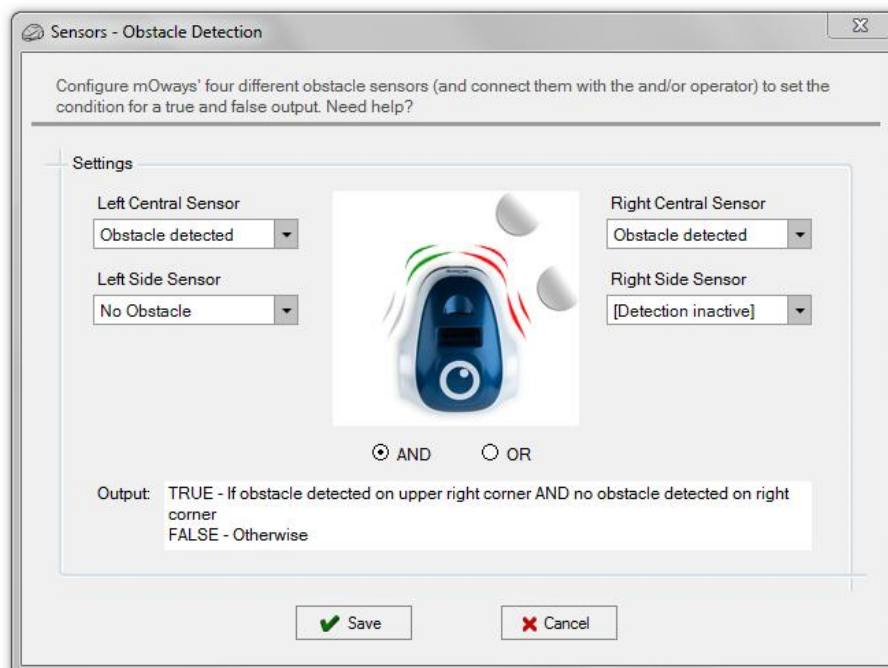 Sensors - Obstacle Detection
Configure mOways' four different obstacle sensors (and connect them with the and/or operator) to set the
condition for a true and false output. Need help?
Settings
Left Central Sensor
Obstacle detected
Left Side Sensor
No Obstacle
Right Central Sensor
Obstacle detected
Right Side Sensor
[Detection inactive]
AND
OR
Output:
TRUE - If obstacle detected on upper right corner AND no obstacle detected on right
corner
FALSE - Otherwise
Save
Cancel